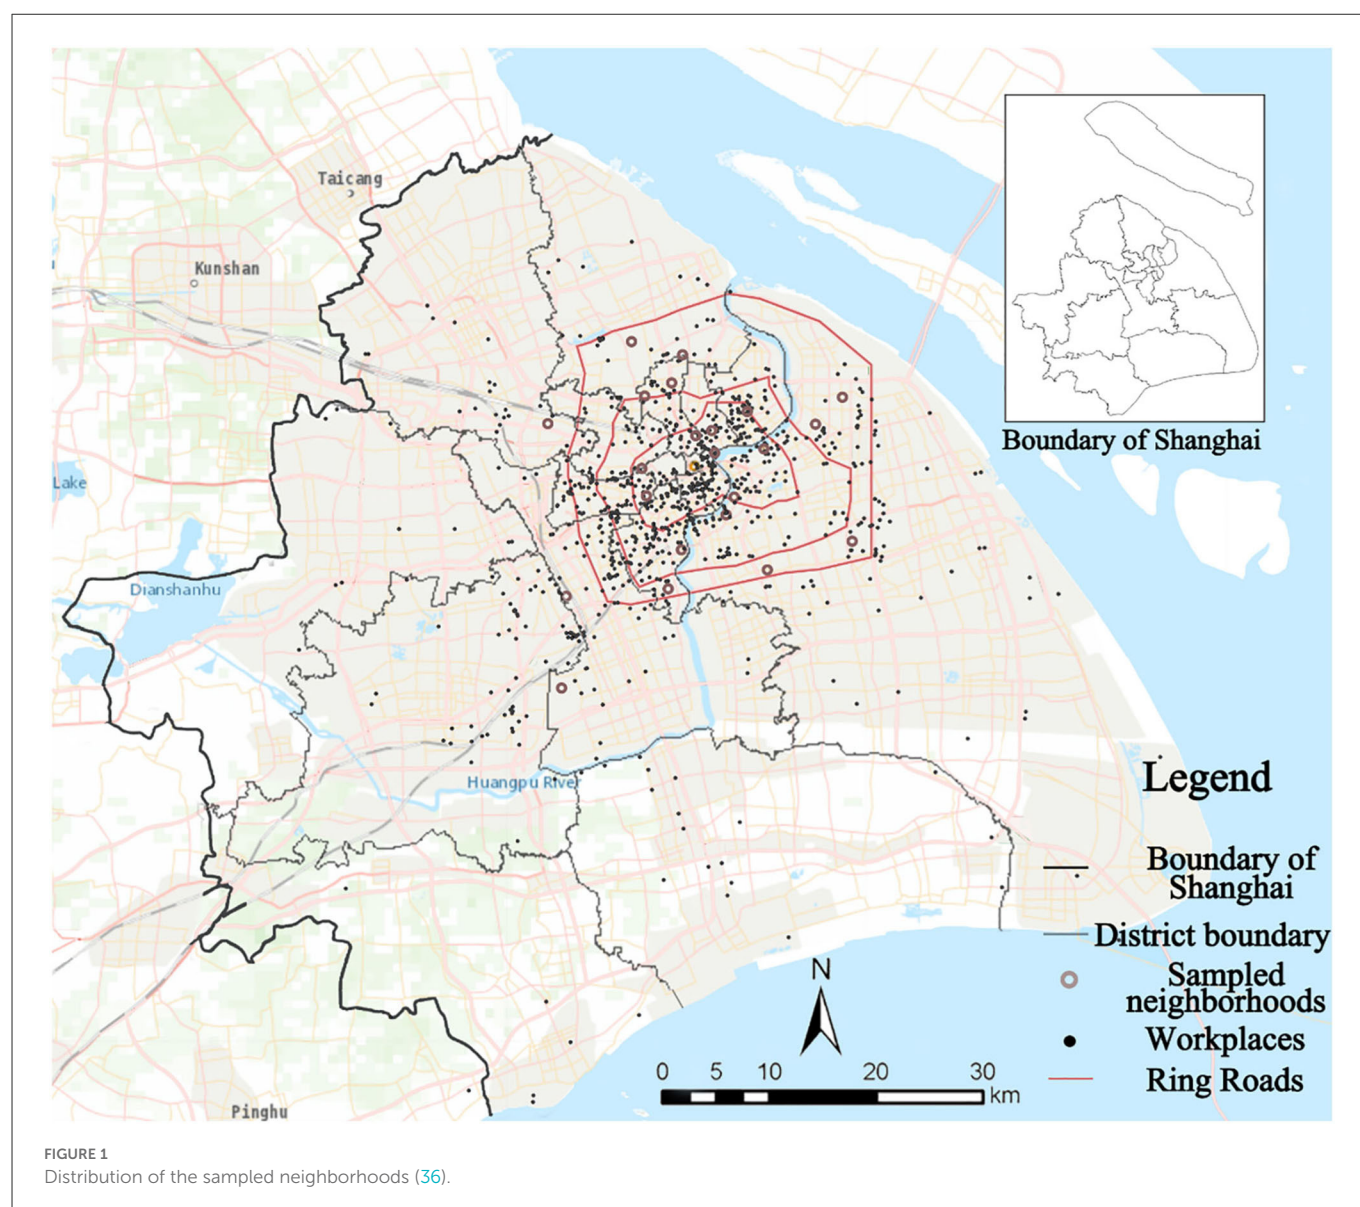 Taicang
Kunshan
Boundary of Shanghai
Lake
Dianshanhu
Huangpu River
Legend
Boundary of
Shanghai
District boundary
Sampled
neighborhoods
N
Workplaces
0 5 10 20 30
km
Ring Roads
Pinghu
FIGURE 1
Distribution of the sampled neighborhoods (36).